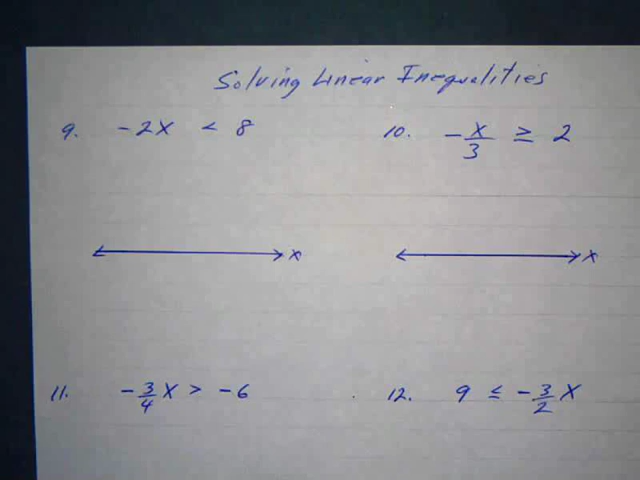 Solving Linear Inequalities
9. -2x < 8
10. -x/3 ≥ 2
x
x
11. -3/4 x > -6
12. 9 ≤ -3/2 x